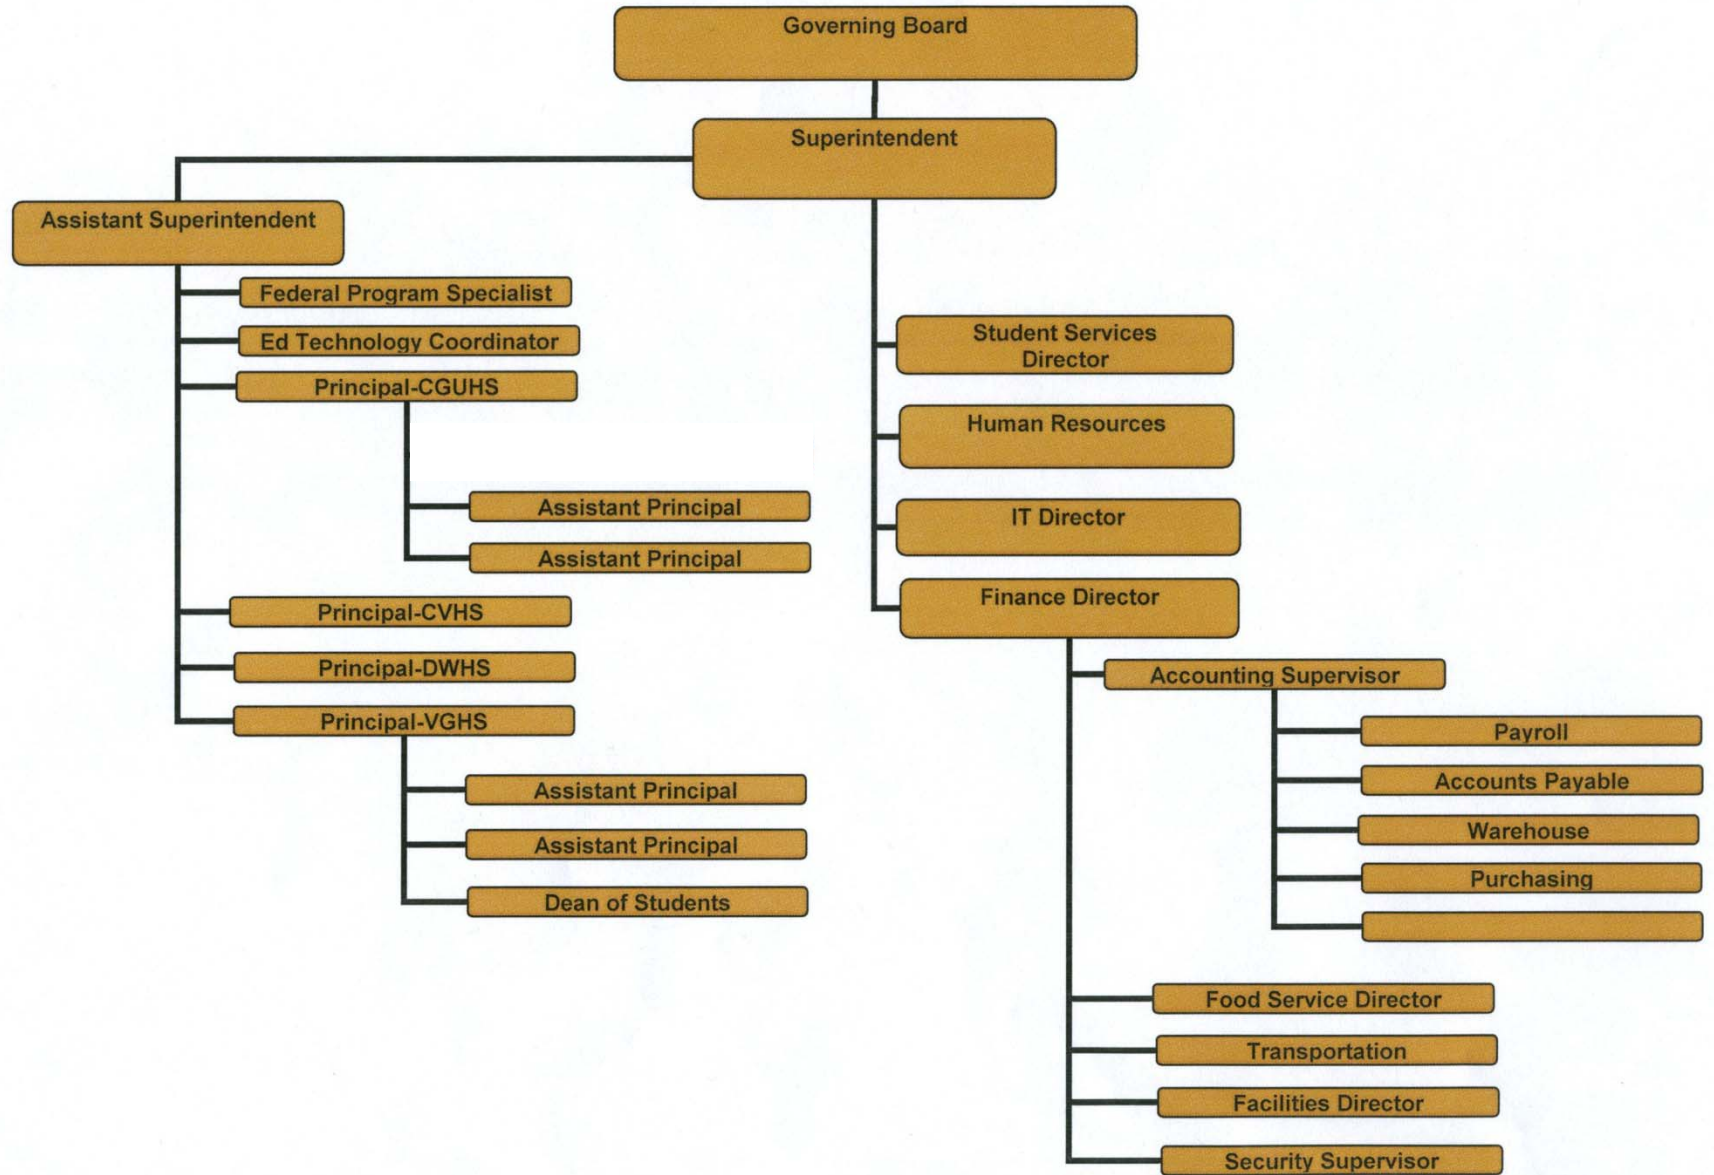 Governing Board
Superintendent
Assistant Superintendent
Federal Program Specialist
Ed Technology Coordinator
Principal-CGUHS
Assistant Principal
Assistant Principal
Principal-CVHS
Principal-DWHS
Principal-VGHS
Assistant Principal
Assistant Principal
Dean of Students
Student Services
Director
Human Resources
IT Director
Finance Director
Accounting Supervisor
Payroll
Accounts Payable
Warehouse
Purchasing
Food Service Director
Transportation
Facilities Director
Security Supervisor